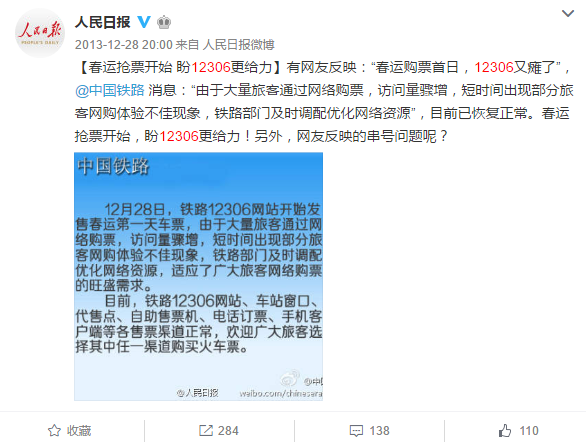 人民日报
人民日报
PEOPLE'S DAILY
2013-12-28 20:00 来自 人民日报微博
【春运抢票开始 盼12306更给力】有网友反映：“春运购票首日，12306又瘫了”，
@中国铁路 消息：“由于大量旅客通过网络购票，访问量骤增，短时间出现部分旅
客网购体验不佳现象，铁路部门及时调配优化网络资源”，目前已恢复正常。春运
抢票开始，盼12306更给力！另外，网友反映的串号问题呢？
中国铁路
12月28日，铁路12306网站开始发
售春运第一天车票，由于大量旅客通过网
络购票，访问量骤增，短时间出现部分旅
客网购体验不佳现象，铁路部门及时调配
优化网络资源，适应了广大旅客网络购票
的旺盛需求。
目前，铁路12306网站、车站窗口、
代售点、自助售票机、电话订票、手机客
户端等各售票渠道正常，欢迎广大旅客选
择其中任一渠道购买火车票。
@中
@人民日报
weibo.com/chinesera
收藏
284
138
110